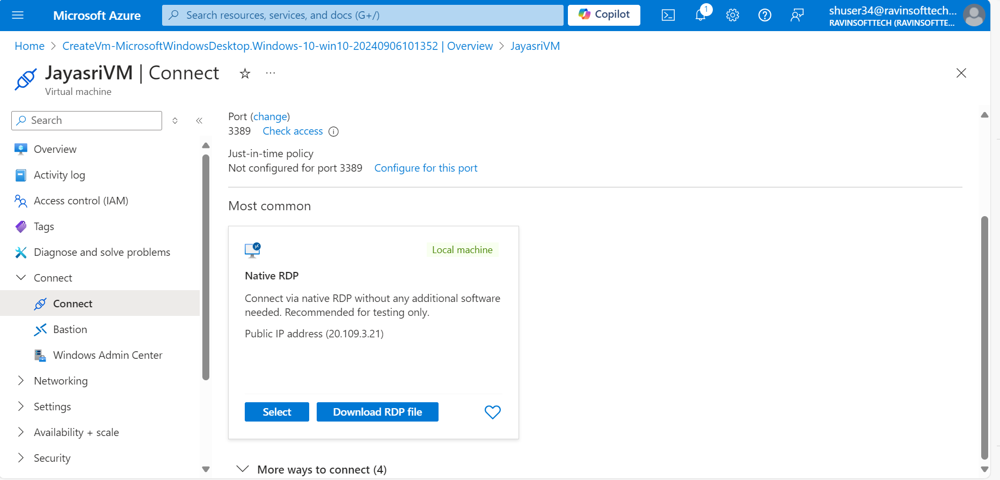 Microsoft Azure
Search resources, services, and docs (G+/)
Copilot
1
shuser34@ravinsofttech...
RAVINSOFTTECH (RAVINSOFTTE...
Home > CreateVm-MicrosoftWindowsDesktop.Windows-10-win10-20240906101352 | Overview > JayasriVM
JayasriVM | Connect
Virtual machine
Search
Overview
Activity log
Access control (IAM)
Tags
Diagnose and solve problems
Connect
Connect
Bastion
Windows Admin Center
Networking
Settings
Availability + scale
Security
Port (change)
3389 Check access
Just-in-time policy
Not configured for port 3389 Configure for this port
Most common
Local machine
Native RDP
Connect via native RDP without any additional software
needed. Recommended for testing only.
Public IP address (20.109.3.21)
Select
Download RDP file
More ways to connect (4)